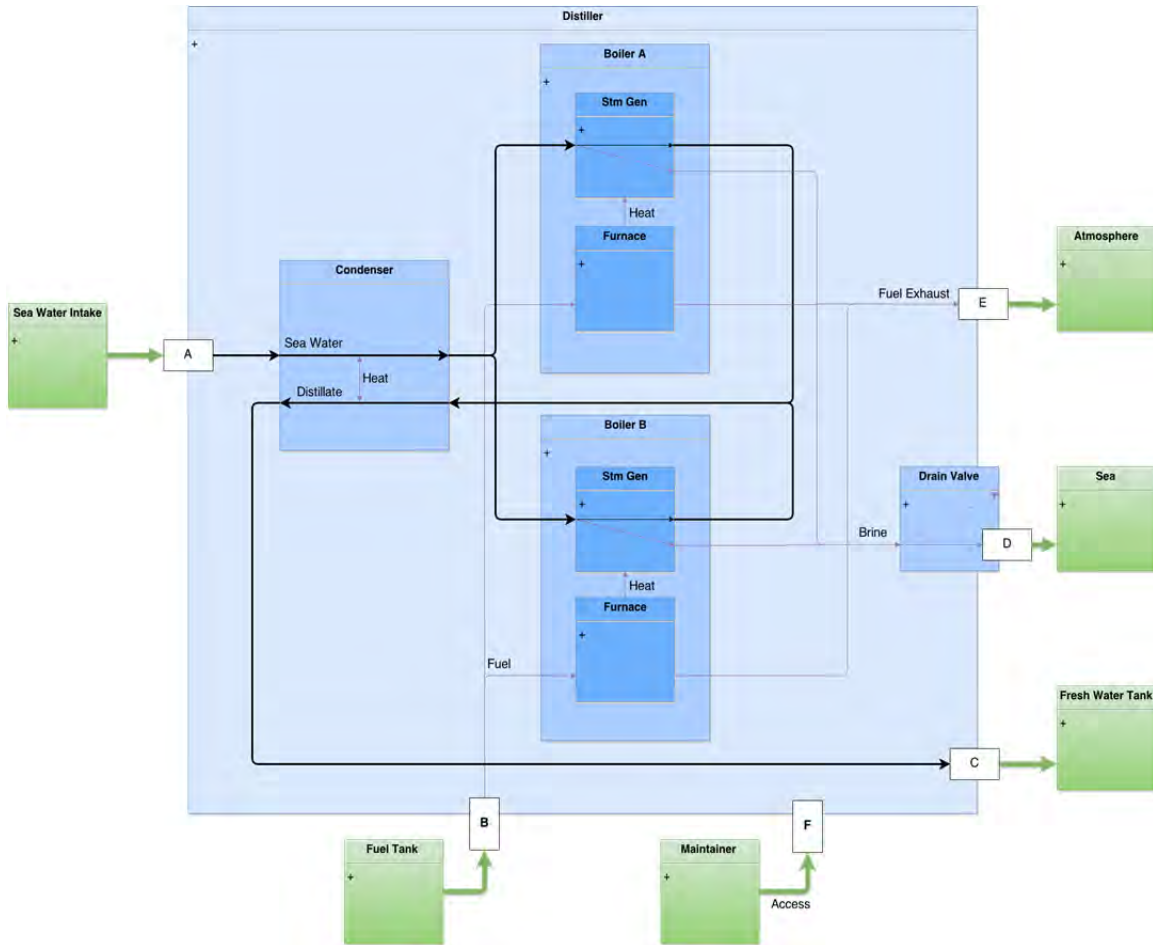 Distiller
+
Boiler A
+
Stm Gen
+
Heat
Furnace
+
Atmosphere
+
Condenser
Fuel Exhaust
E
Sea Water Intake
+
A
Sea Water
Heat
Distillate
Boiler B
+
Stm Gen
+
Drain Valve
+
Sea
+
Brine
D
Heat
Furnace
+
Fuel
Fresh Water Tank
+
C
B
F
Fuel Tank
+
Maintainer
+
Access